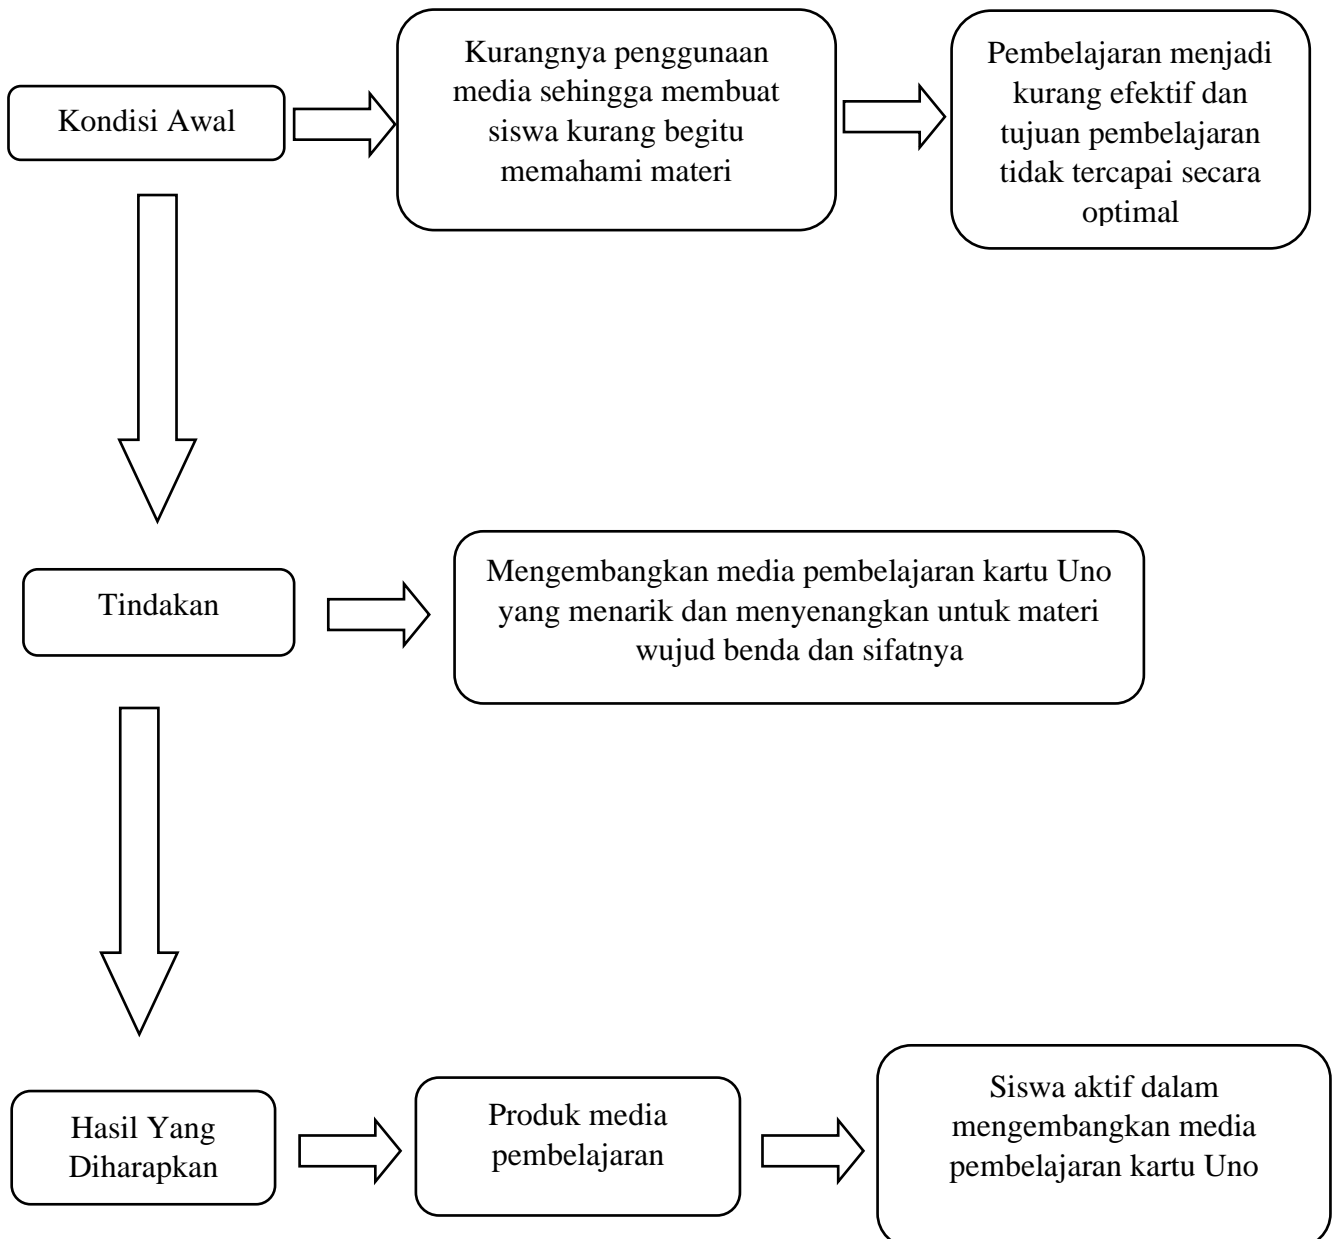 Kondisi Awal
Kurangnya penggunaan
media sehingga membuat
siswa kurang begitu
memahami materi
Pembelajaran menjadi
kurang efektif dan
tujuan pembelajaran
tidak tercapai secara
optimal
Tindakan
Mengembangkan media pembelajaran kartu Uno
yang menarik dan menyenangkan untuk materi
wujud benda dan sifatnya
Hasil Yang
Diharapkan
Produk media
pembelajaran
Siswa aktif dalam
mengembangkan media
pembelajaran kartu Uno